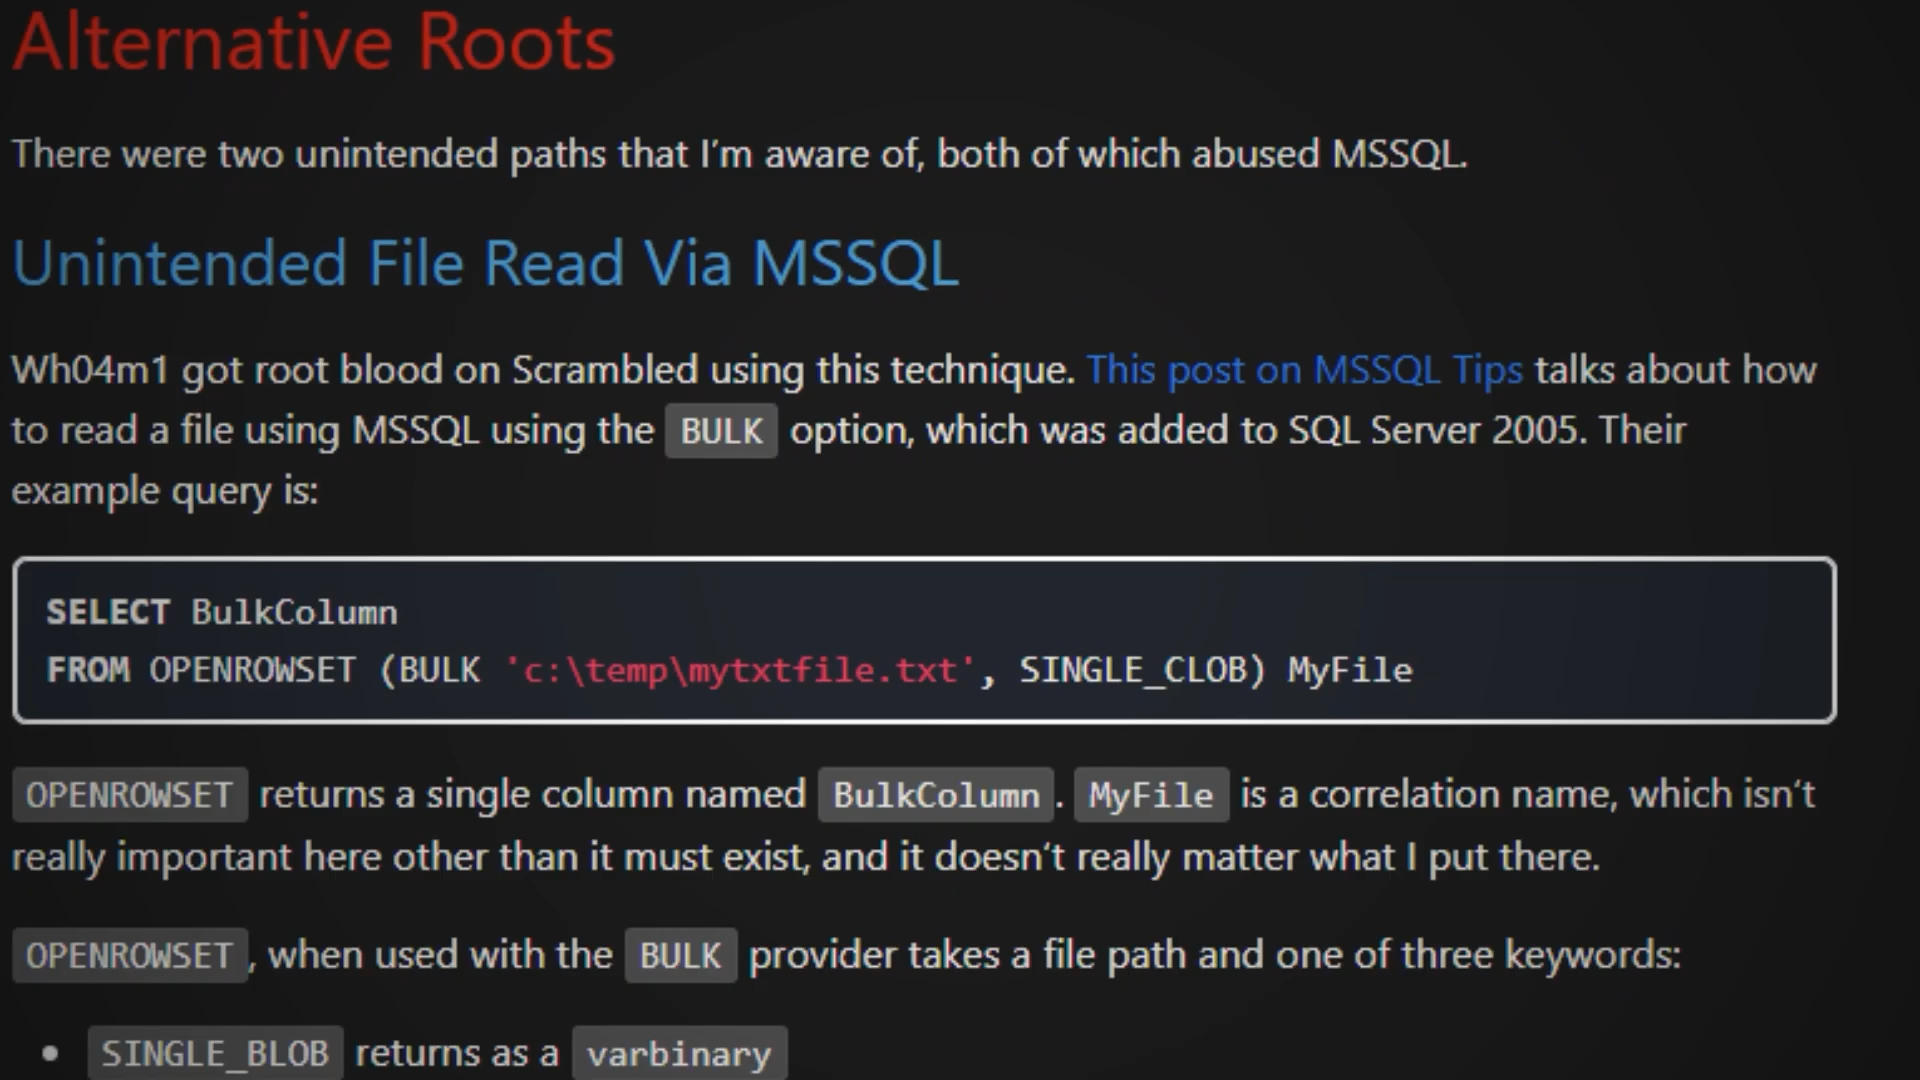 Alternative Roots
There were two unintended paths that I’m aware of, both of which abused MSSQL.
Unintended File Read Via MSSQL
Wh04m1 got root blood on Scrambled using this technique. This post on MSSQL Tips talks about how
to read a file using MSSQL using the BULK option, which was added to SQL Server 2005. Their
example query is:
SELECT BulkColumn
FROM OPENROWSET (BULK 'c:\temp\mytxtfile.txt', SINGLE_CLOB) MyFile
OPENROWSET returns a single column named BulkColumn. MyFile is a correlation name, which isn’t
really important here other than it must exist, and it doesn’t really matter what I put there.
OPENROWSET, when used with the BULK provider takes a file path and one of three keywords:
• SINGLE_BLOB returns as a varbinary